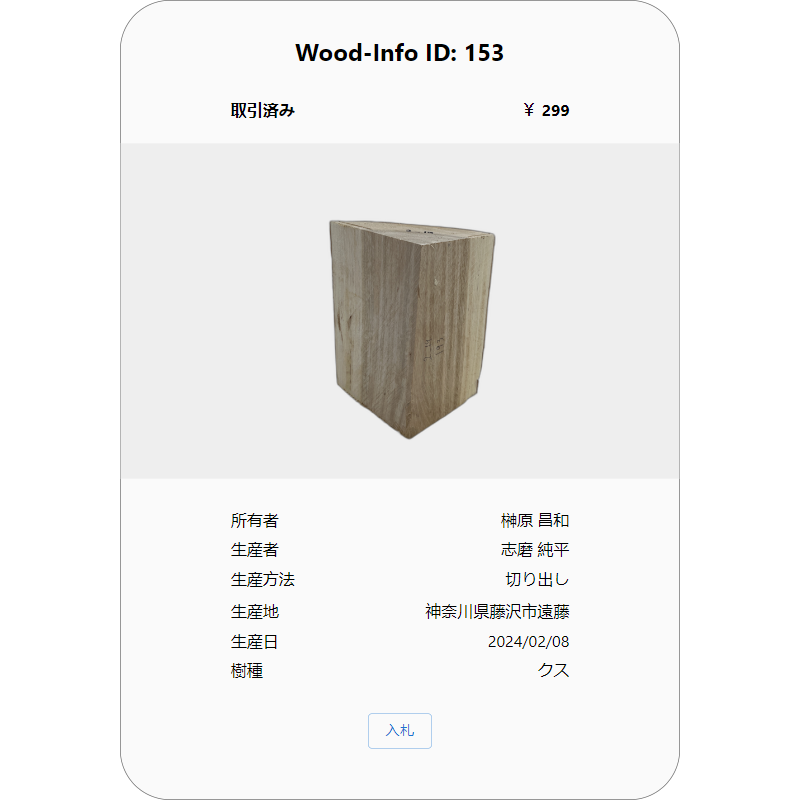 Wood-Info ID: 153
取引済み ￥ 299
所有者 榊原 昌和
生産者 志磨 純平
生産方法 切り出し
生産地 神奈川県藤沢市遠藤
生産日 2024/02/08
樹種 クス
入札